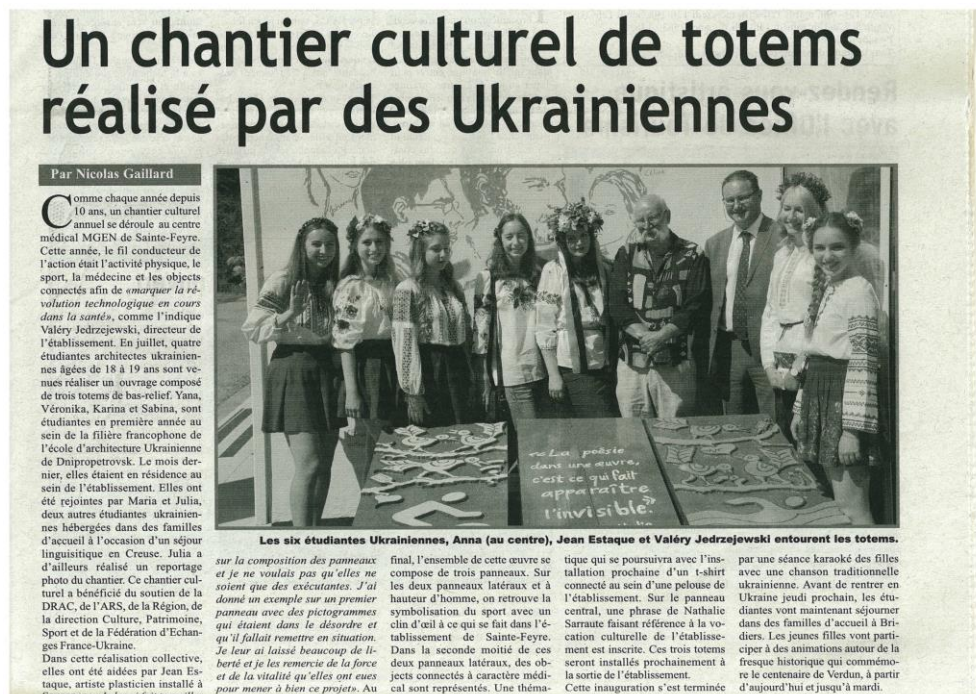 Un chantier culturel de totems
réalisé par des Ukrainiennes
Par Nicolas Gaillard
Comme chaque année depuis
10 ans, un chantier culturel
annuel se déroule au centre
médical MGEN de Sainte-Feyre.
Cette année, le fil conducteur de
l'action était l'activité physique, le
sport, la médecine et les objects
connectés afin de «marquer la ré-
volution technologique en cours
dans la santé», comme l'indique
Valéry Jedrzejewski, directeur de
l'établissement. En juillet, quatre
étudiantes architectes ukrainien-
nes âgées de 18 à 19 ans sont ve-
nues réaliser un ouvrage composé
de trois totems de bas-relief. Yana,
Véronika, Karina et Sabina, sont
étudiantes en première année au
sein de la filière francophone de
l'école d'architecture Ukrainienne
de Dnipropetrovsk. Le mois der-
nier, elles étaient en résidence au
sein de l'établissement. Elles ont
été rejointes par Maria et Julia,
deux autres étudiantes ukrainien-
nes hébergées dans des familles
d'accueil à l'occasion d'un séjour
linguisitique en Creuse. Julia a
d'ailleurs réalisé un reportage
photo du chantier. Ce chantier cul-
turel a bénéficié du soutien de la
DRAC, de l'ARS, de la Région, de
la direction Culture, Patrimoine,
Sport et de la Fédération d'Echan-
ges France-Ukraine.
Dans cette réalisation collective,
elles ont été aidées par Jean Es-
taque, artiste plasticien installé à
«La poésie
dans une œuvre,
c'est ce qui fait
apparaître
l'invisible.»
Les six étudiantes Ukrainiennes, Anna (au centre), Jean Estaque et Valéry Jedrzejewski entourent les totems.
sur la composition des panneaux
et je ne voulais pas qu'elles ne
soient que des exécutantes. J'ai
donné un exemple sur un premier
panneau avec des pictogrammes
qui étaient dans le désordre et
qu'il fallait remettre en situation.
Je leur ai laissé beaucoup de li-
berté et je les remercie de la force
et de la vitalité qu'elles ont eues
pour mener à bien ce projet». Au
final, l'ensemble de cette œuvre se
compose de trois panneaux. Sur
les deux panneaux latéraux et à
hauteur d'homme, on retrouve la
symbolisation du sport avec un
clin d'œil à ce qui se fait dans l'é-
tablissement de Sainte-Feyre.
Dans la seconde moitié de ces
deux panneaux latéraux, des ob-
jects connectés à caractère médi-
cal sont représentés. Une théma-
tique qui se poursuivra avec l'ins-
tallation prochaine d'un t-shirt
connecté au sein d'une pelouse de
l'établissement. Sur le panneau
central, une phrase de Nathalie
Sarraute faisant référence à la vo-
cation culturelle de l'établisse-
ment est inscrite. Ces trois totems
seront installés prochainement à
la sortie de l'établissement.
Cette inauguration s'est terminée
par une séance karaoké des filles
avec une chanson traditionnelle
ukrainienne. Avant de rentrer en
Ukraine jeudi prochain, les étu-
diantes vont maintenant séjourner
dans des familles d'accueil à Bri-
diers. Les jeunes filles vont parti-
ciper à des animations autour de la
fresque historique qui commémo-
re le centenaire de Verdun, à partir
d'aujourd'hui et jusqu'à mardi.